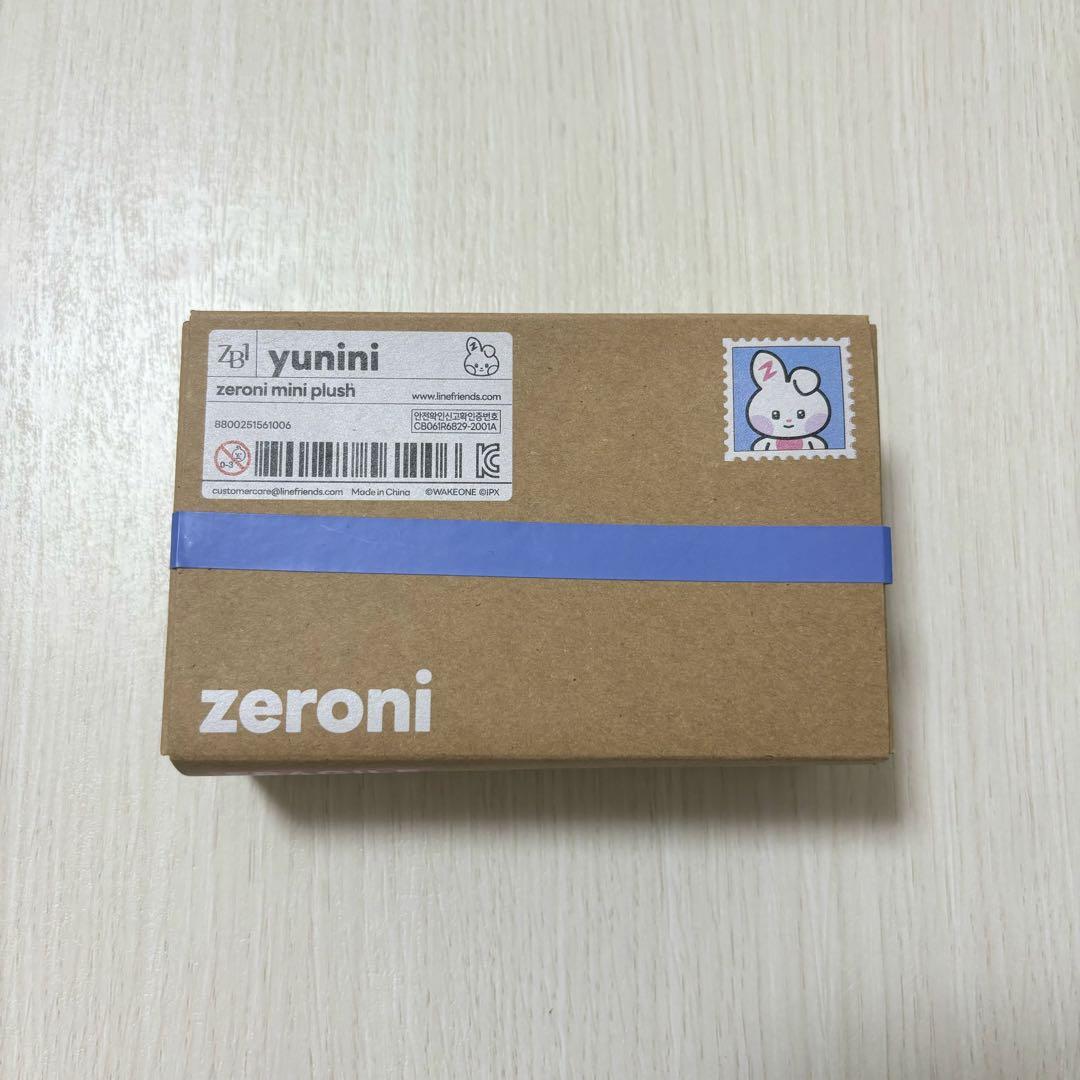 ZB1 yunini
zeroni mini plush
www.linefriends.com
8800251561006
안전확인신고확인증번호
CB061R6829-2001A
0-3
customercare@linefriends.com Made in China ©WAKEONE ©IPX
Z
zeroni